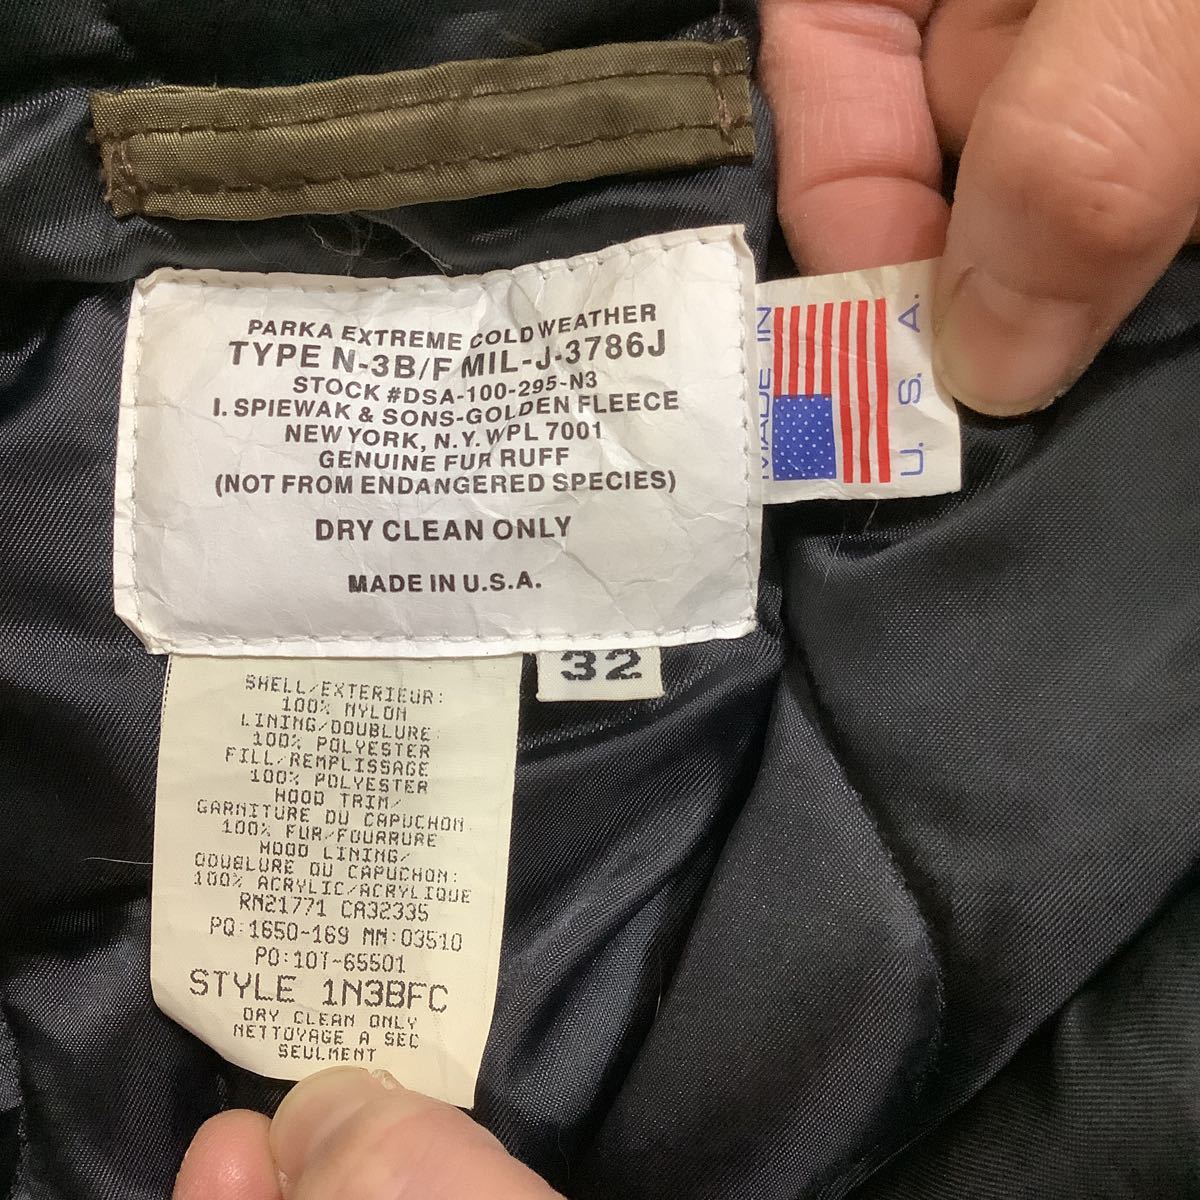 PARKA EXTREME COLD WEATHER
TYPE N-3B/F MIL-J-3786J
STOCK #DSA-100-295-N3
I. SPIEWAK & SONS-GOLDEN FLEECE
NEW YORK, N.Y. WPL 7001
GENUINE FUR RUFF
(NOT FROM ENDANGERED SPECIES)
DRY CLEAN ONLY
MADE IN U.S.A.
MADE IN
U. S. A.
32
SHELL/EXTERIEUR:
100% NYLON
LINING/DOUBLURE:
100% POLYESTER
FILL/REMPLISSAGE
100% POLYESTER
HOOD TRIM/
GARNITURE DU CAPUCHON
100% FUR/FOURRURE
HOOD LINING/
DOUBLURE DU CAPUCHON:
100% ACRYLIC/ACRYLIQUE
RN21771 CA32335
PQ:1650-169 MM:03510
PO:10T-65501
STYLE 1N3BFC
DRY CLEAN ONLY
NETTOYAGE A SEC
SEULMENT